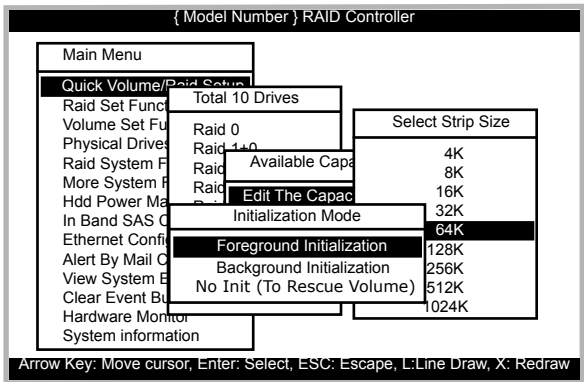 { Model Number } RAID Controller
Main Menu
Quick Volume/Raid Setup
Raid Set Funct
Volume Set Fu
Physical Drives
Raid System F
More System F
Hdd Power Ma
In Band SAS C
Ethernet Config
Alert By Mail C
View System E
Clear Event Bu
Hardware Monitor
System information
Total 10 Drives
Raid 0
Raid 1+0
Raid
Raid
Available Capa
Edit The Capac
Initialization Mode
Foreground Initialization
Background Initialization
No Init (To Rescue Volume)
Select Strip Size
4K
8K
16K
32K
64K
128K
256K
512K
1024K
Arrow Key: Move cursor, Enter: Select, ESC: Escape, L:Line Draw, X: Redraw